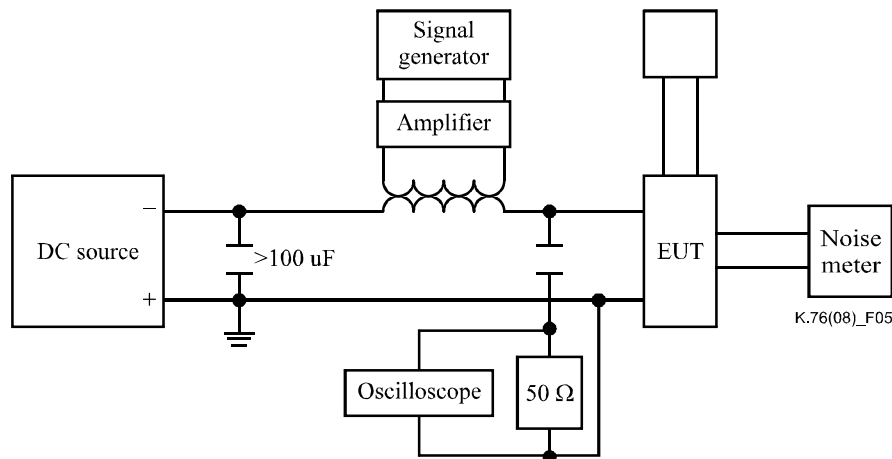 Signal
generator
Amplifier
−
DC source
+
>100 uF
EUT
Noise
meter
K.76(08)_F05
Oscilloscope
50 Ω